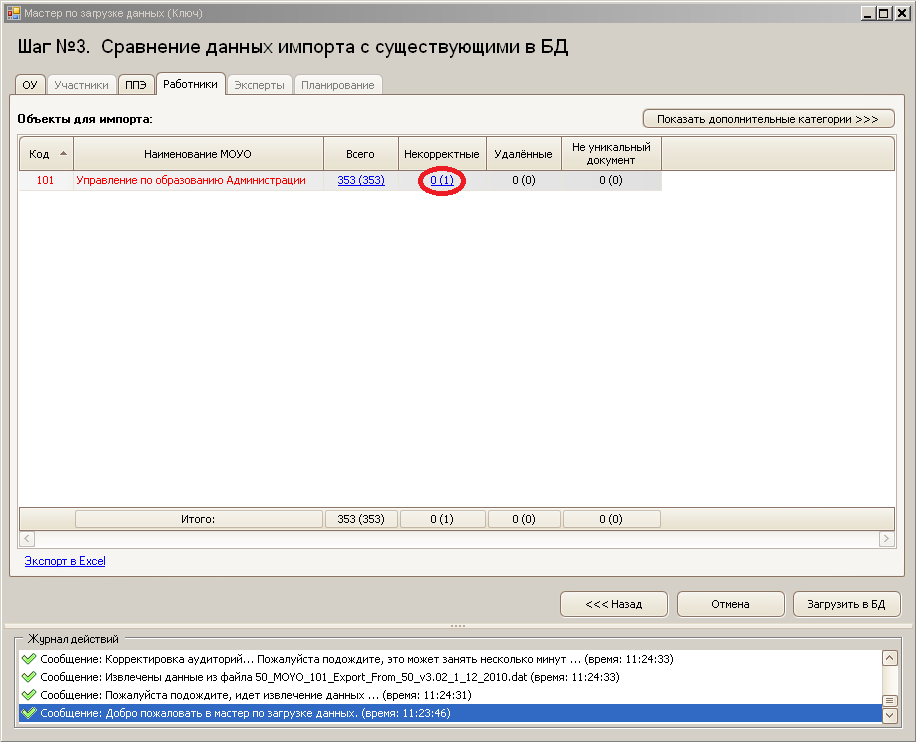 Мастер по загрузке данных (Ключ)
Шаг №3. Сравнение данных импорта с существующими в БД
ОУ Участники ППЭ Работники Эксперты Планирование
Объекты для импорта:
Показать дополнительные категории >>>
Код Наименование МОУО Всего Некорректные Удалённые Не уникальный документ
101 Управление по образованию Администрации 353 (353) 0 (1) 0 (0) 0 (0)
Итого: 353 (353) 0 (1) 0 (0) 0 (0)
Экспорт в Excel
<<< Назад Отмена Загрузить в БД
Журнал действий
Сообщение: Корректировка аудиторий... Пожалуйста подождите, это может занять несколько минут ... (время: 11:24:33)
Сообщение: Извлечены данные из файла 50_MOYO_101_Export_From_50_v3.02_1_12_2010.dat (время: 11:24:33)
Сообщение: Пожалуйста подождите, идет извлечение данных ... (время: 11:24:31)
Сообщение: Добро пожаловать в мастер по загрузке данных. (время: 11:23:46)